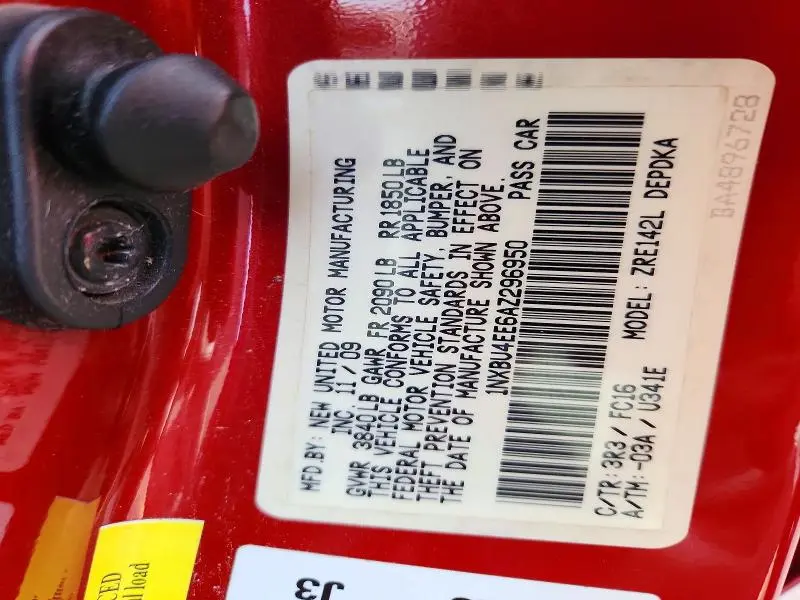 MFD.BY: NEW UNITED MOTOR MANUFACTURING
INC. 11/09
GVWR 3840LB GAWR FR 2090LB RR1850LB
THIS VEHICLE CONFORMS TO ALL APPLICABLE
FEDERAL MOTOR VEHICLE SAFETY, BUMPER, AND
THEFT PREVENTION STANDARDS IN EFFECT ON
THE DATE OF MANUFACTURE SHOWN ABOVE.
1NXBU4EE6AZ296950 PASS CAR
C/TR:3R3/FC16 MODEL: ZRE142L DEPDKA
A/TM:-03A/U341E
BA4896728
J3
load